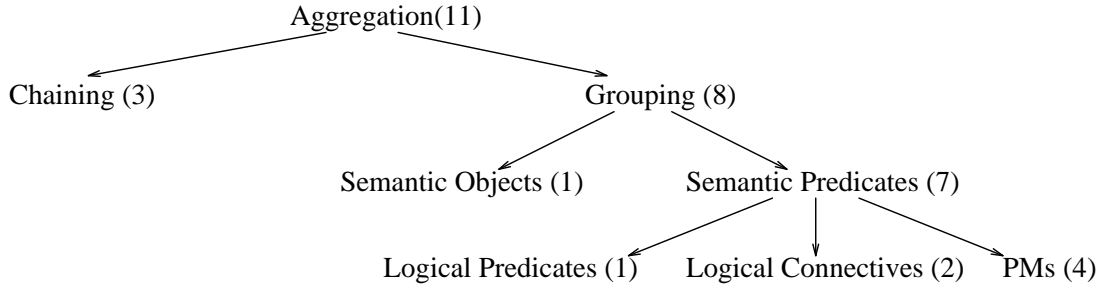 Aggregation(11)
Chaining (3)
Grouping (8)
Semantic Objects (1)
Semantic Predicates (7)
Logical Predicates (1)
Logical Connectives (2)
PMs (4)